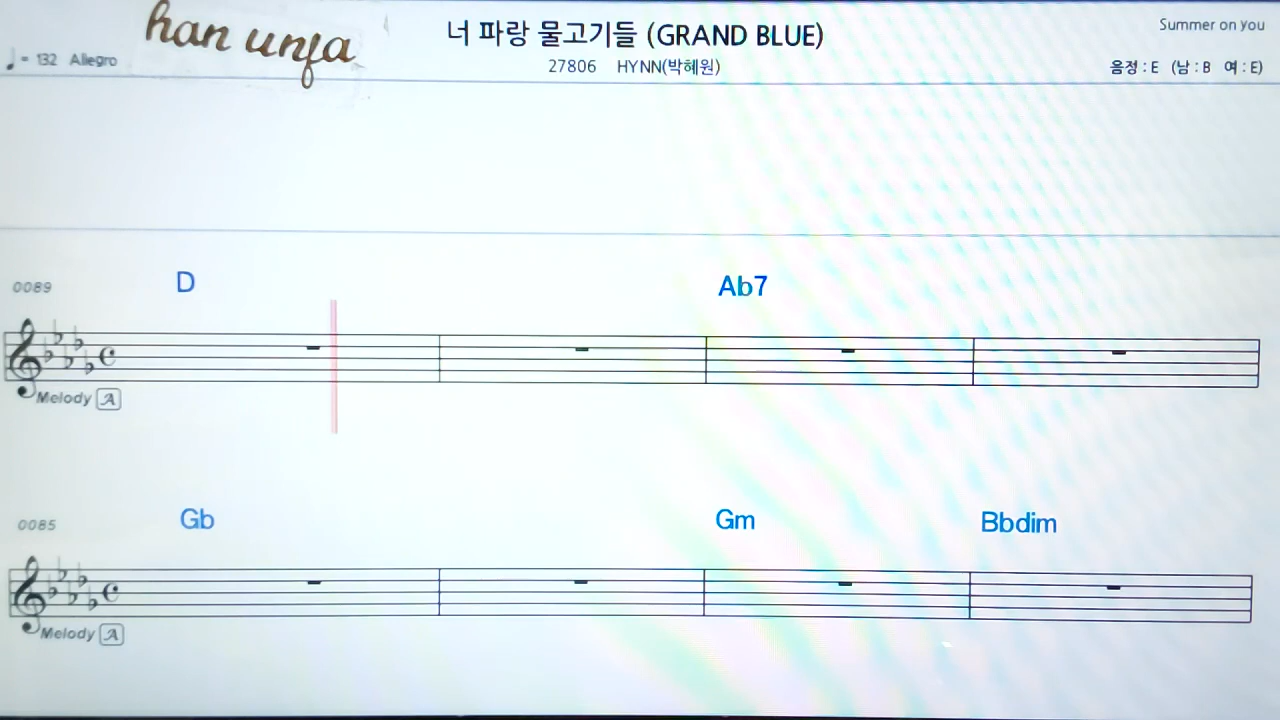 han unfa
너 파랑 물고기들 (GRAND BLUE)
Summer on you
♩ = 132 Allegro
27806 HYNN(박혜원)
음정 : E (남 : B 여 : E)
0089
D
Ab7
Melody A
0085
Gb
Gm
Bbdim
Melody A